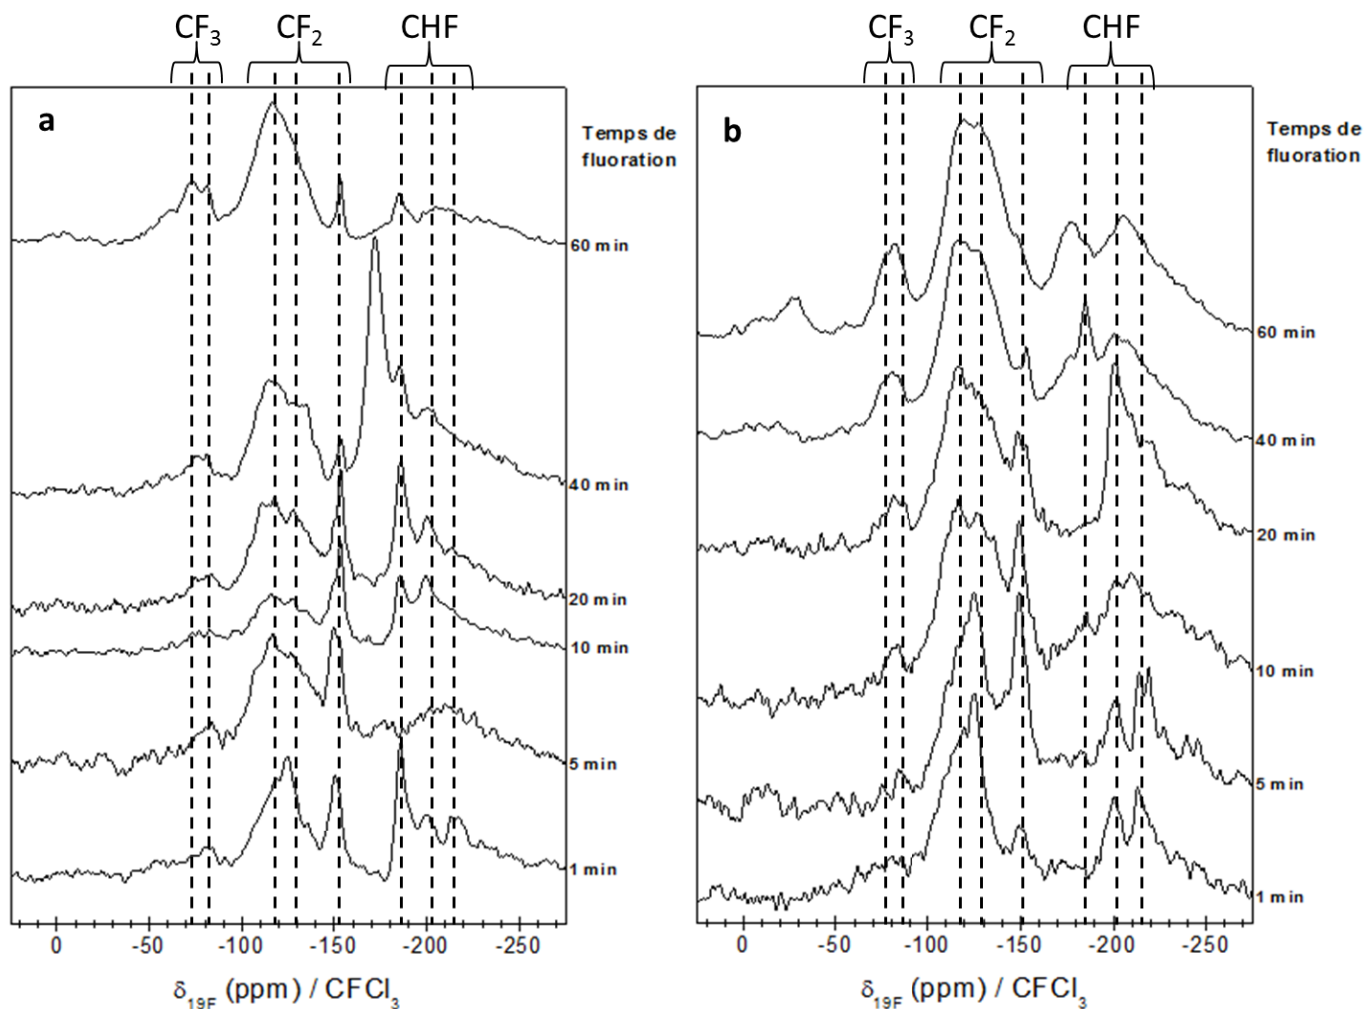 CF3 CF2 CHF
a
Temps de
fluoration
60 min
40 min
20 min
10 min
5 min
1 min
0 -50 -100 -150 -200 -250
δ19F (ppm) / CFCl3
CF3 CF2 CHF
b
Temps de
fluoration
60 min
40 min
20 min
10 min
5 min
1 min
0 -50 -100 -150 -200 -250
δ19F (ppm) / CFCl3